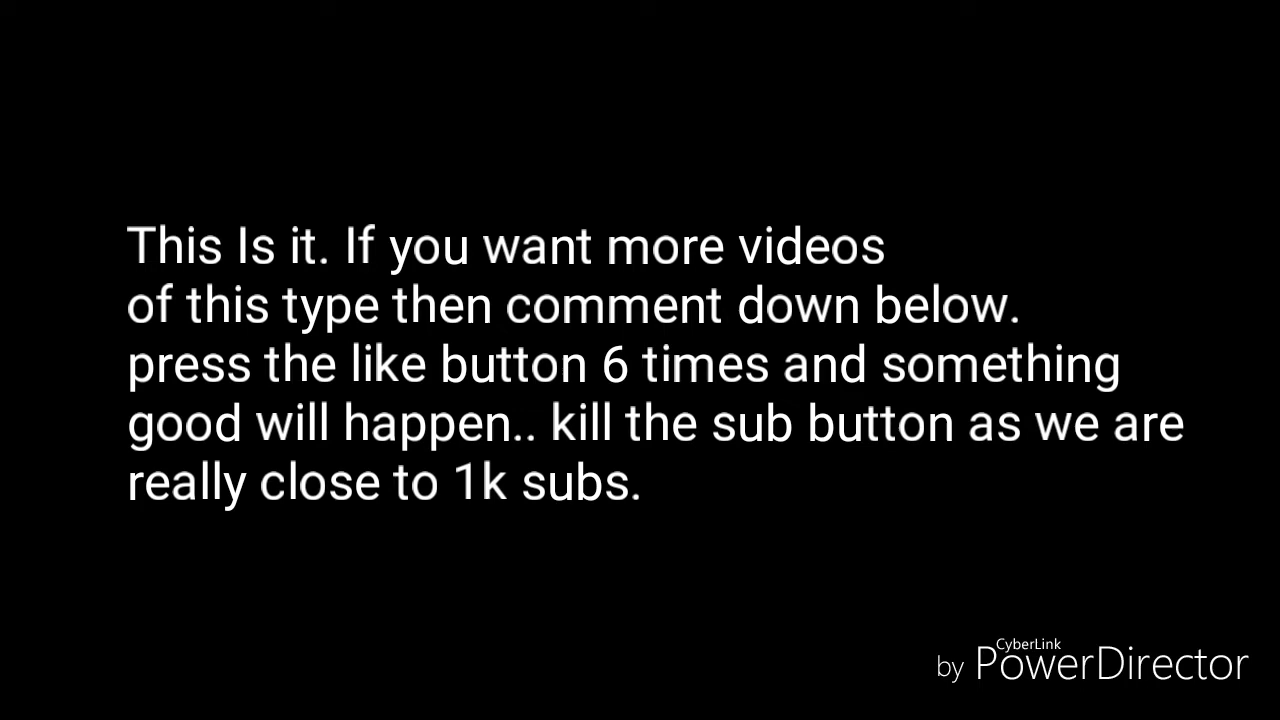 This Is it. If you want more videos
of this type then comment down below.
press the like button 6 times and something
good will happen.. kill the sub button as we are
really close to 1k subs.
CyberLink
by PowerDirector